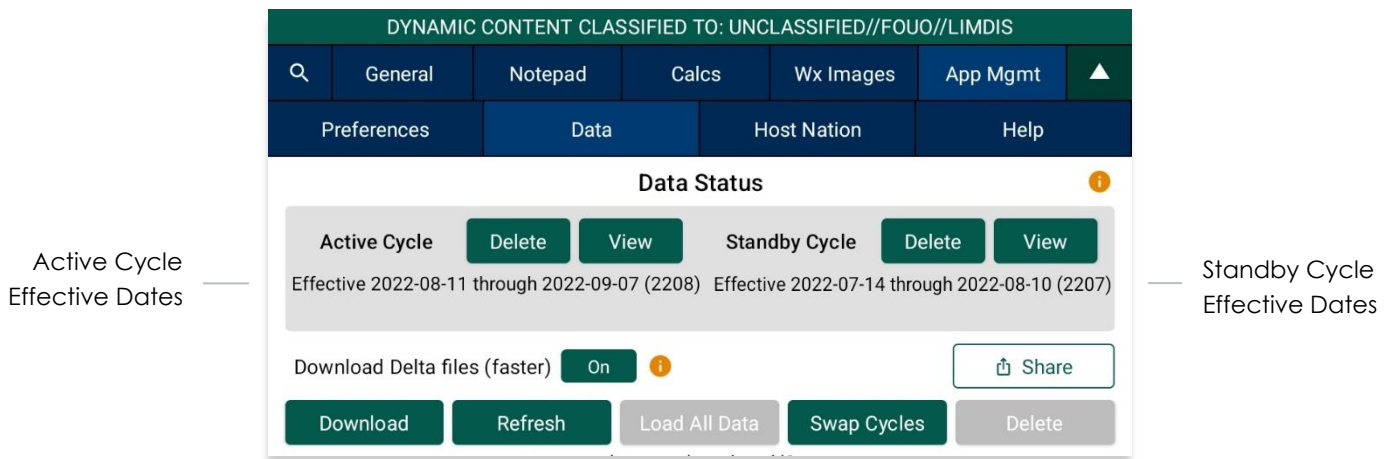 DYNAMIC CONTENT CLASSIFIED TO: UNCLASSIFIED//FOUO//LIMDIS
General Notepad Calcs Wx Images App Mgmt
Preferences Data Host Nation Help
Data Status
Active Cycle Delete View Standby Cycle Delete View
Effective 2022-08-11 through 2022-09-07 (2208) Effective 2022-07-14 through 2022-08-10 (2207)
Active Cycle
Effective Dates
Standby Cycle
Effective Dates
Download Delta files (faster) On Share
Download Refresh Load All Data Swap Cycles Delete